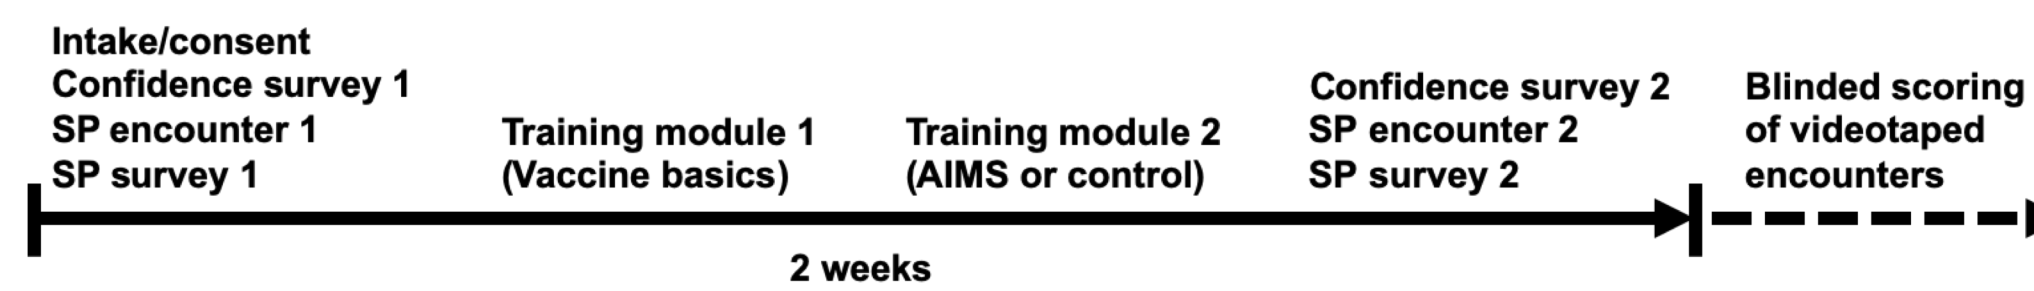 Intake/consent
Confidence survey 1
SP encounter 1
SP survey 1
Training module 1
(Vaccine basics)
Training module 2
(AIMS or control)
Confidence survey 2
SP encounter 2
SP survey 2
Blinded scoring
of videotaped
encounters
2 weeks